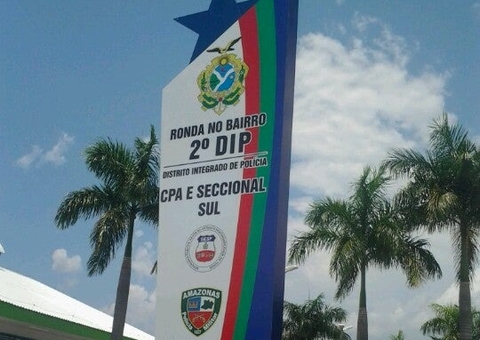 RONDA NO BAIRRO
2º DIP
DISTRITO INTEGRADO DE POLÍCIA
CPA E SECCIONAL
SUL
AMAZONAS